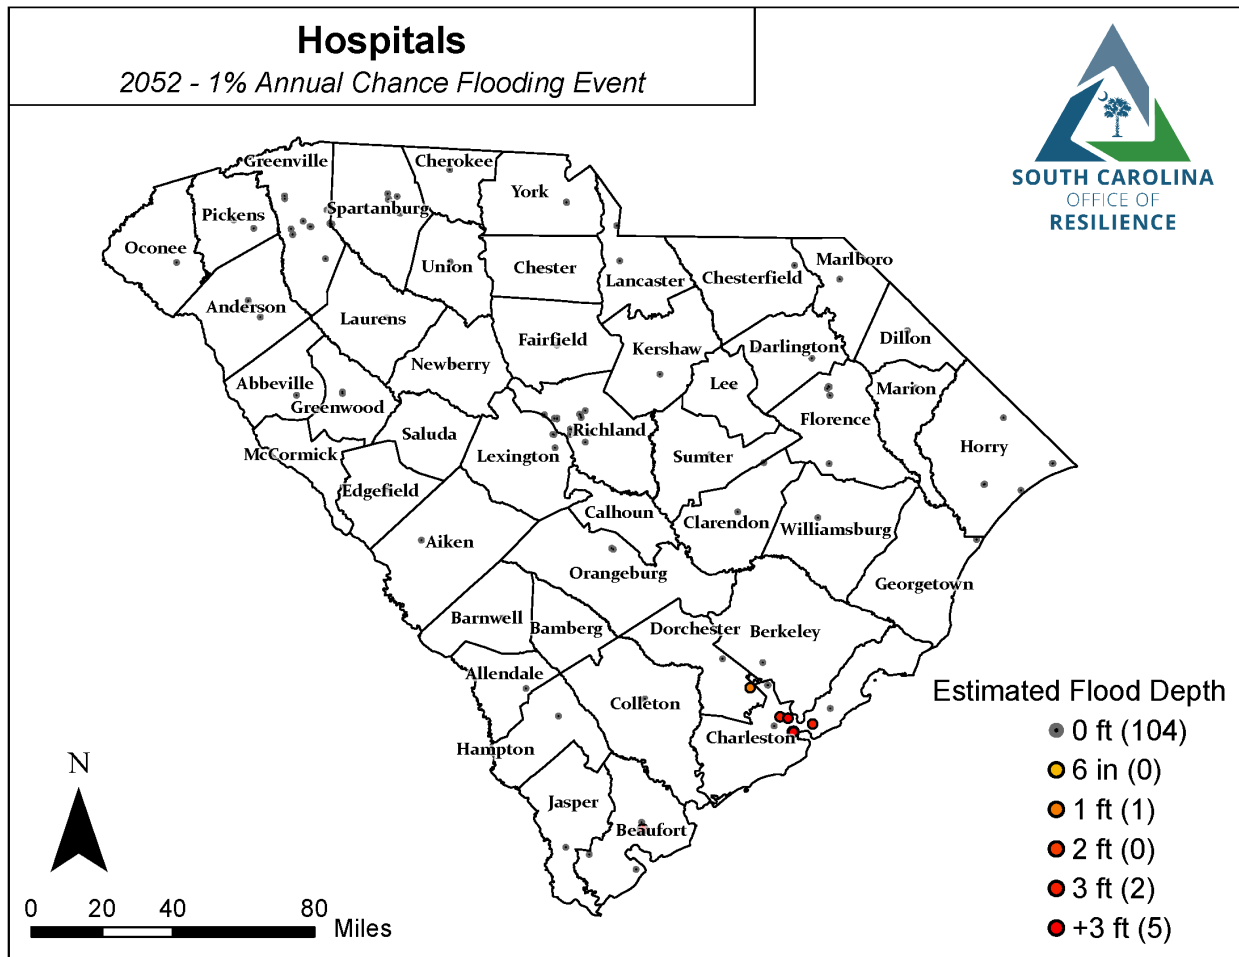 Hospitals
2052 - 1% Annual Chance Flooding Event
SOUTH CAROLINA
OFFICE OF
RESILIENCE
Greenville
Cherokee
York
Pickens
Spartanburg
Oconee
Union
Chester
Lancaster
Chesterfield
Marlboro
Anderson
Laurens
Fairfield
Kershaw
Darlington
Dillon
Newberry
Abbeville
Greenwood
Lee
Marion
Saluda
Richland
Florence
Horry
McCormick
Lexington
Sumter
Edgefield
Calhoun
Clarendon
Williamsburg
Aiken
Orangeburg
Georgetown
Barnwell
Bamberg
Dorchester
Berkeley
Allendale
Colleton
Charleston
Hampton
Jasper
Beaufort
Estimated Flood Depth
0 ft (104)
6 in (0)
1 ft (1)
2 ft (0)
3 ft (2)
+3 ft (5)
N
0 20 40 80 Miles